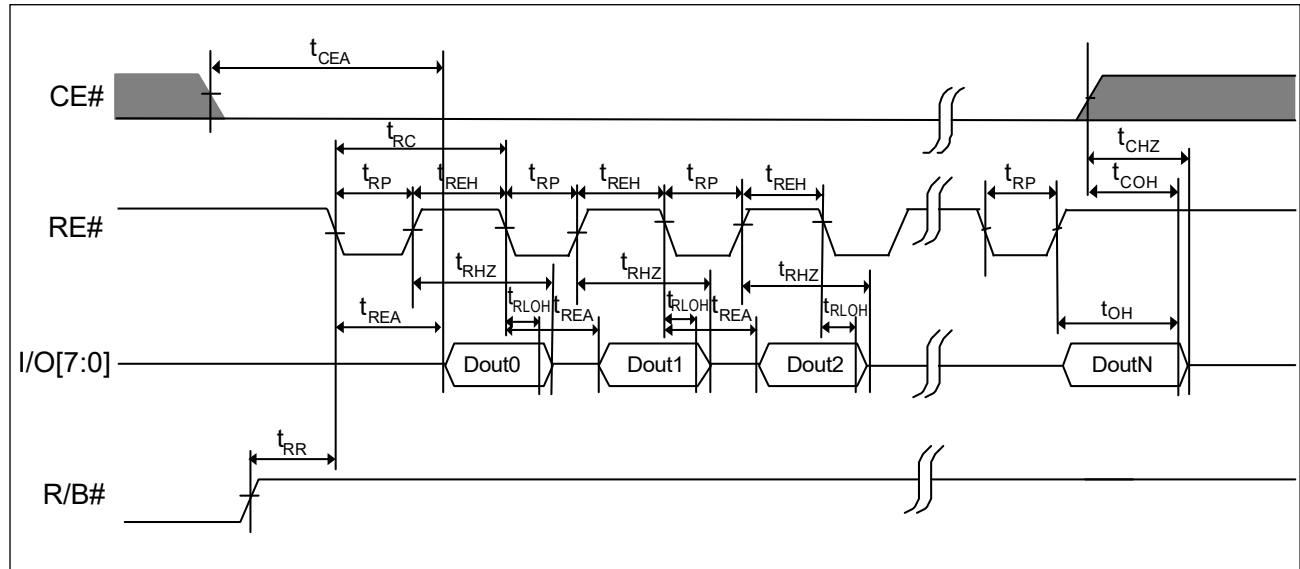 tCEA
CE#
tRC
tCHZ
tRP tREH tRP tREH tRP tREH tRP tCOH
RE#
tRHZ tRHZ tRHZ
tREA tRLOH tREA tRLOH tREA tRLOH tOH
I/O[7:0] Dout0 Dout1 Dout2 DoutN
tRR
R/B#